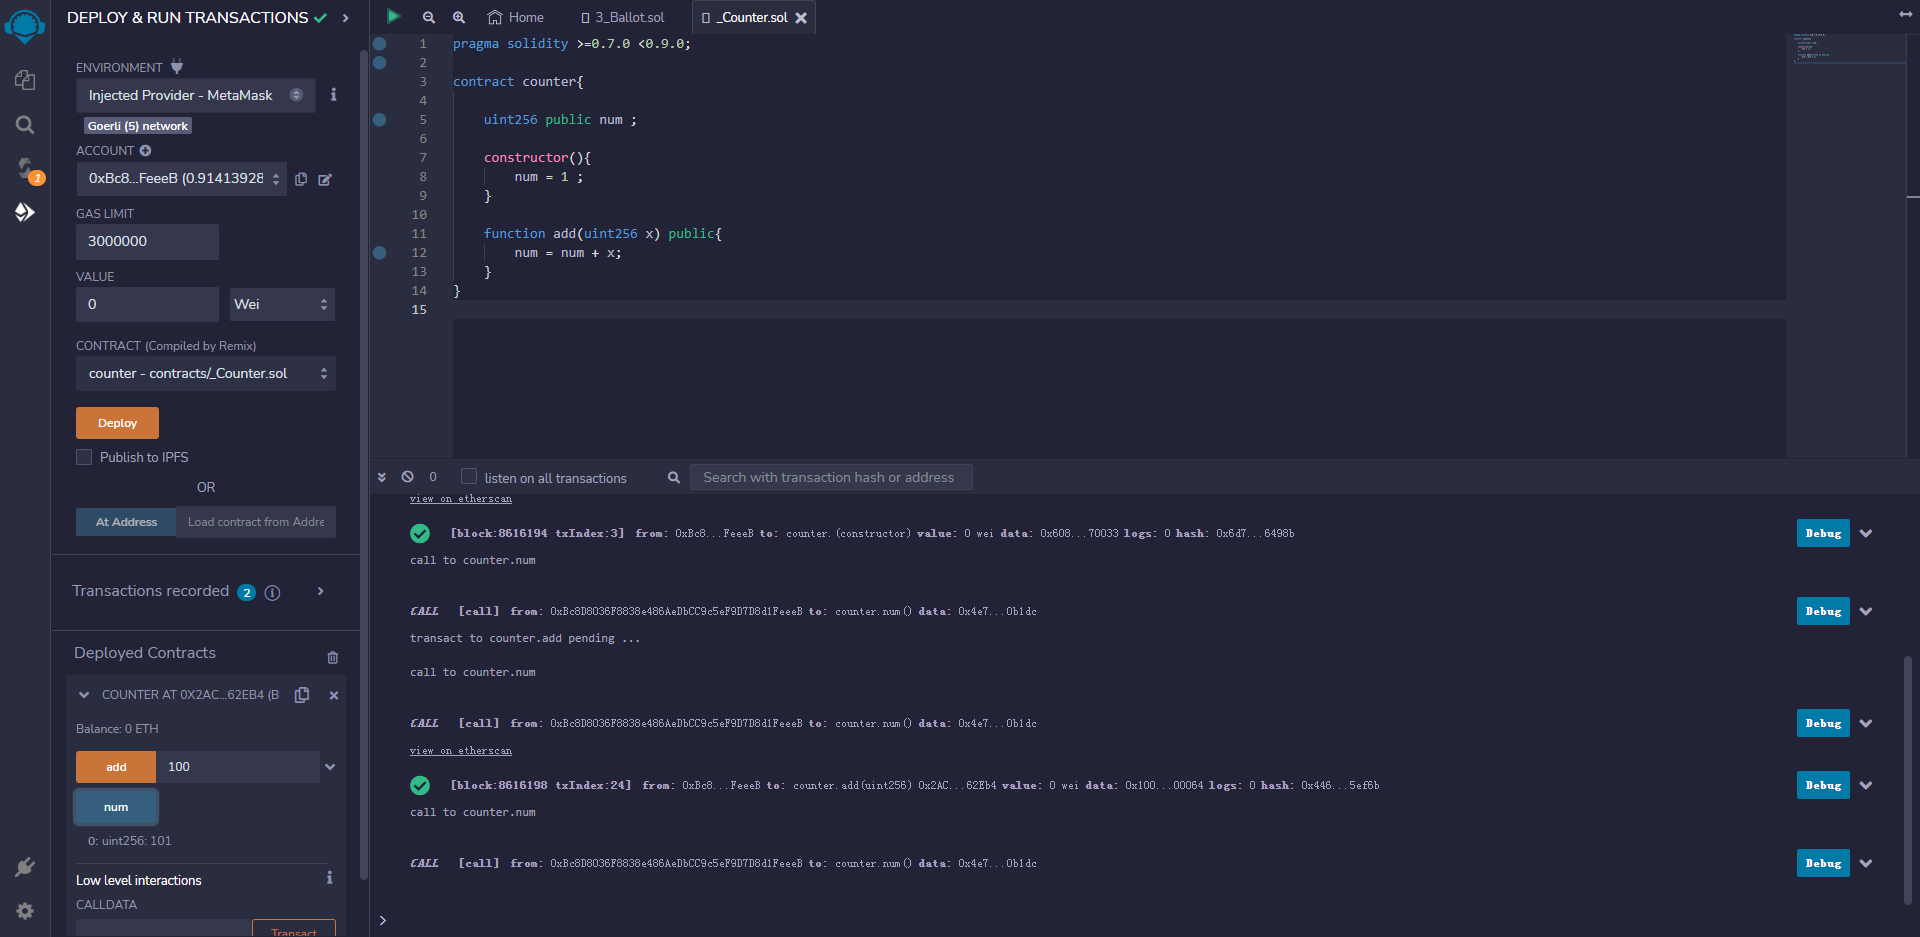 DEPLOY & RUN TRANSACTIONS
ENVIRONMENT
Injected Provider - MetaMask
Goerli (5) network
ACCOUNT
0xBc8...FeeeB (0.91413928
GAS LIMIT
3000000
VALUE
0
Wei
CONTRACT (Compiled by Remix)
counter - contracts/_Counter.sol
Deploy
Publish to IPFS
OR
At Address
Load contract from Addre
Transactions recorded 2
Deployed Contracts
COUNTER AT 0X2AC...62EB4 (B
Balance: 0 ETH
add 100
num
0: uint256: 101
Low level interactions
CALLDATA
Transact
1
Home
3_Ballot.sol
_Counter.sol
1 pragma solidity >=0.7.0 <0.9.0;
2
3 contract counter{
4
5 uint256 public num ;
6
7 constructor(){
8 num = 1 ;
9 }
10
11 function add(uint256 x) public{
12 num = num + x;
13 }
14 }
15
0 listen on all transactions
Search with transaction hash or address
view on etherscan
[block:8616194 txIndex:3] from: 0xBc8...FeeeB to: counter.(constructor) value: 0 wei data: 0x608...70033 logs: 0 hash: 0x6d7...6498b
Debug
call to counter.num
CALL [call] from: 0xBc8D8036F8838e486AeDbCC9c5eF9D7D8d1FeeeB to: counter.num() data: 0x4e7...0b1dc
Debug
transact to counter.add pending ...
call to counter.num
CALL [call] from: 0xBc8D8036F8838e486AeDbCC9c5eF9D7D8d1FeeeB to: counter.num() data: 0x4e7...0b1dc
Debug
view on etherscan
[block:8616198 txIndex:24] from: 0xBc8...FeeeB to: counter.add(uint256) 0x2AC...62Eb4 value: 0 wei data: 0x100...00064 logs: 0 hash: 0x446...5ef6b
Debug
call to counter.num
CALL [call] from: 0xBc8D8036F8838e486AeDbCC9c5eF9D7D8d1FeeeB to: counter.num() data: 0x4e7...0b1dc
Debug
>